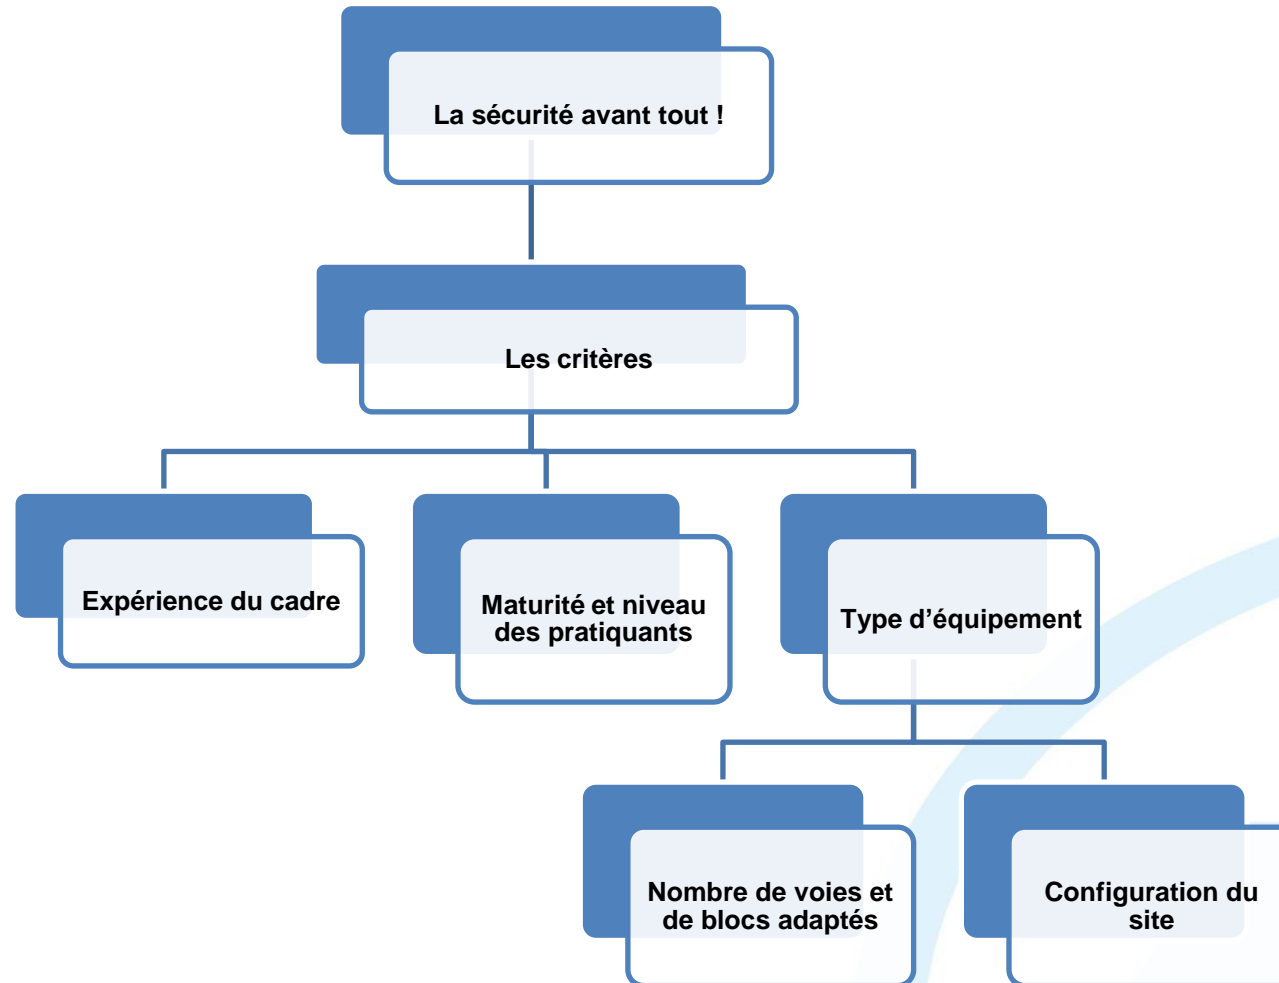 La sécurité avant tout !
Les critères
Expérience du cadre
Maturité et niveau
des pratiquants
Type d’équipement
Nombre de voies et
de blocs adaptés
Configuration du
site